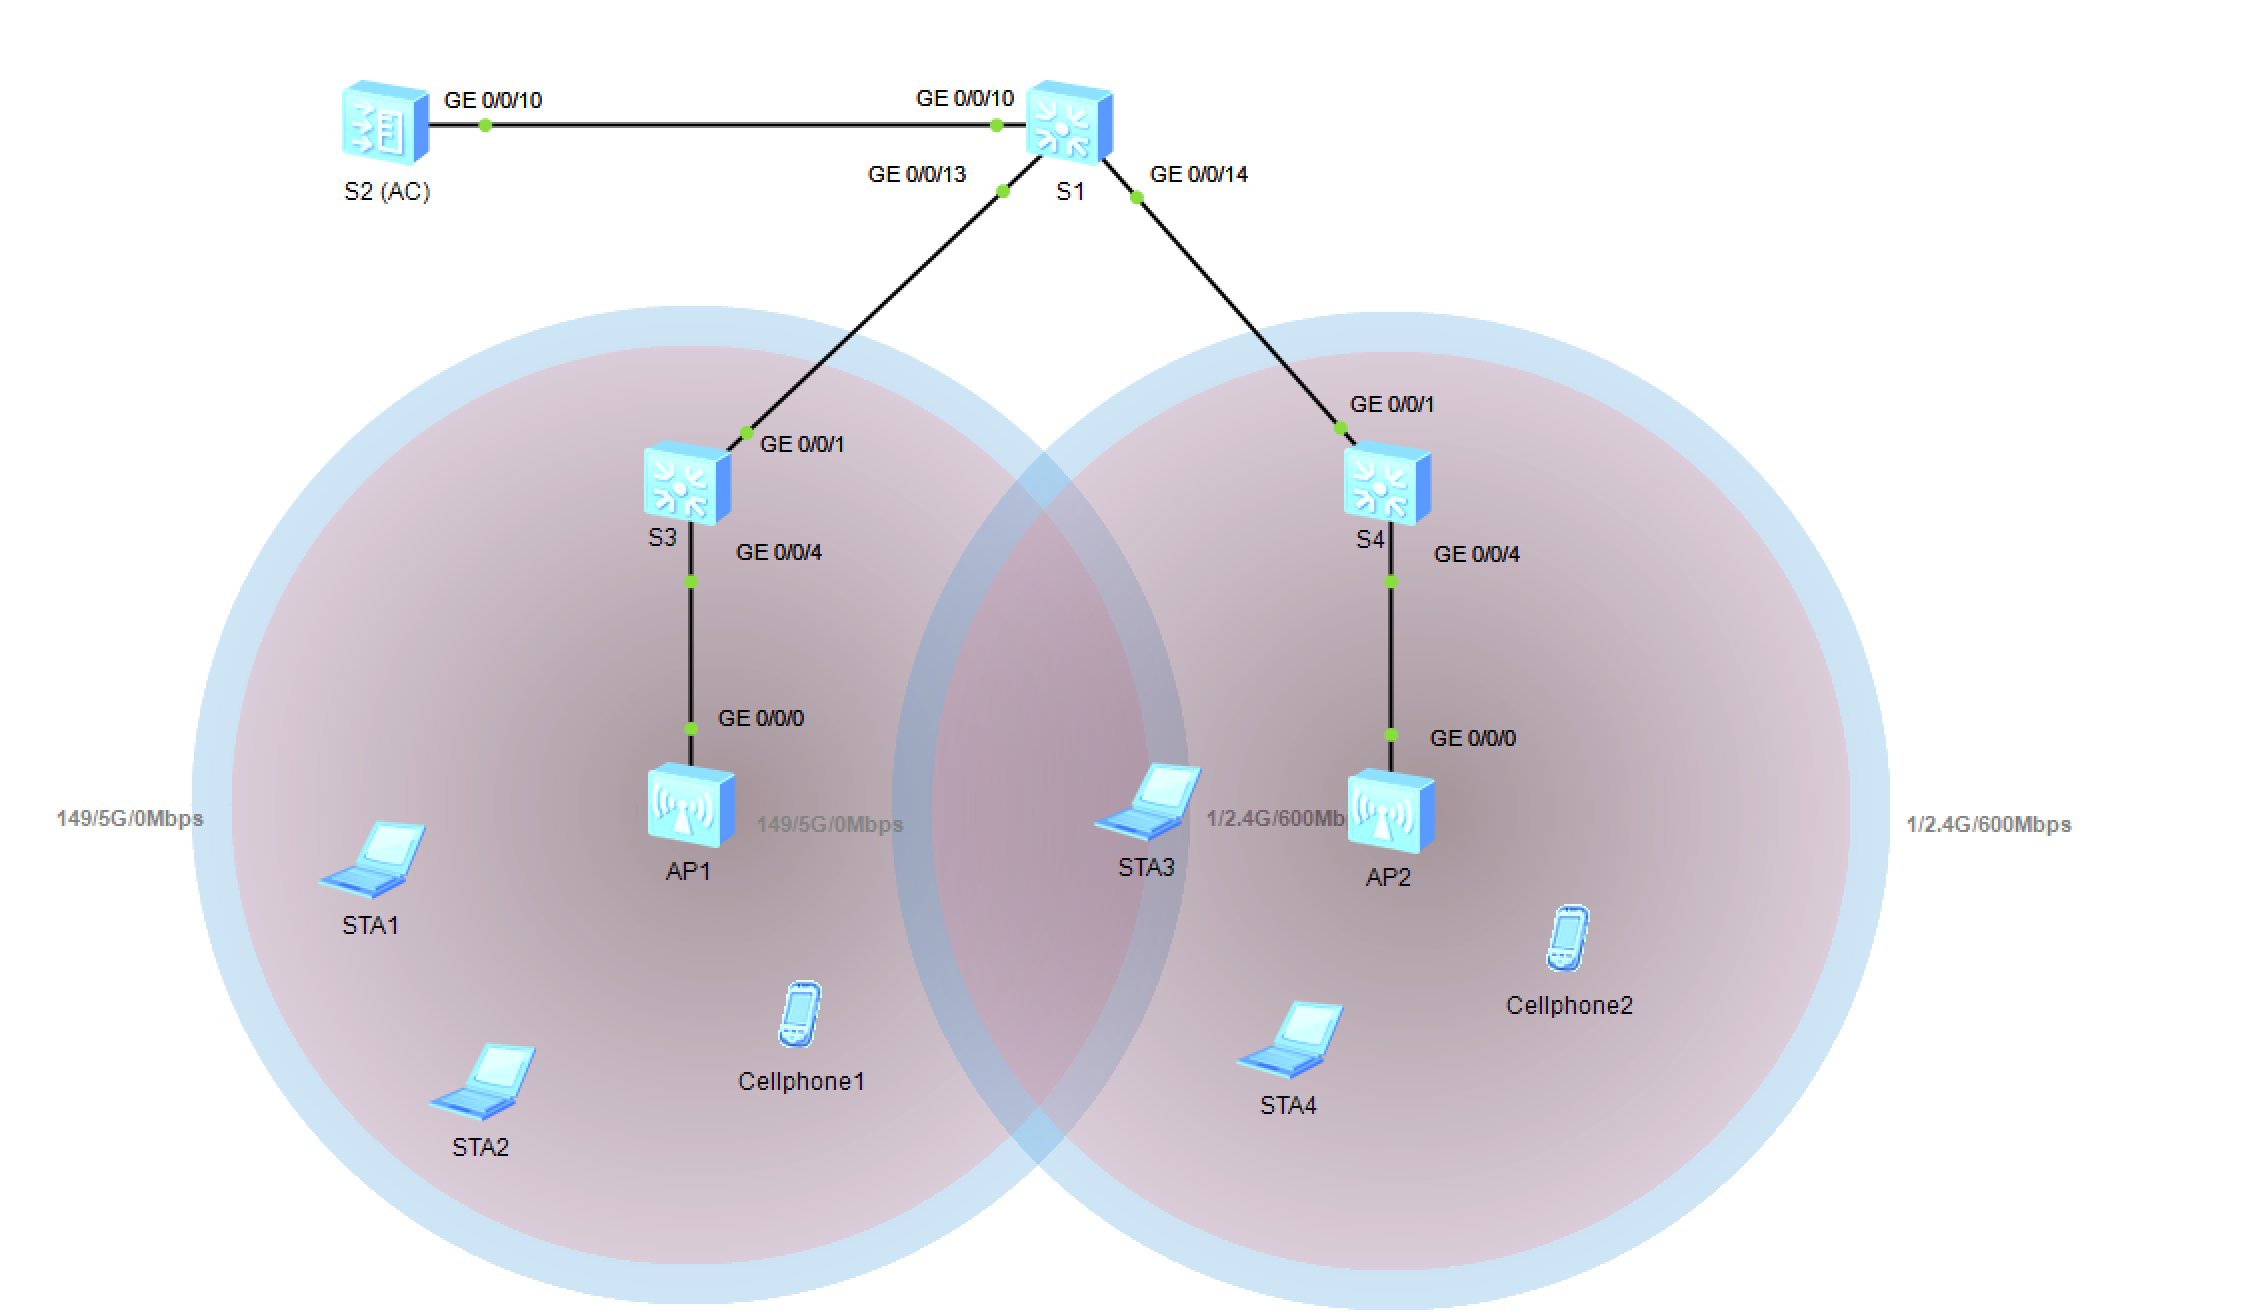 GE 0/0/10
GE 0/0/10
S2 (AC)
GE 0/0/13
S1
GE 0/0/14
GE 0/0/1
GE 0/0/1
S3
GE 0/0/4
S4
GE 0/0/4
GE 0/0/0
GE 0/0/0
149/5G/0Mbps
149/5G/0Mbps
1/2.4G/600Mb
1/2.4G/600Mbps
AP1
STA3
AP2
STA1
Cellphone2
Cellphone1
STA4
STA2